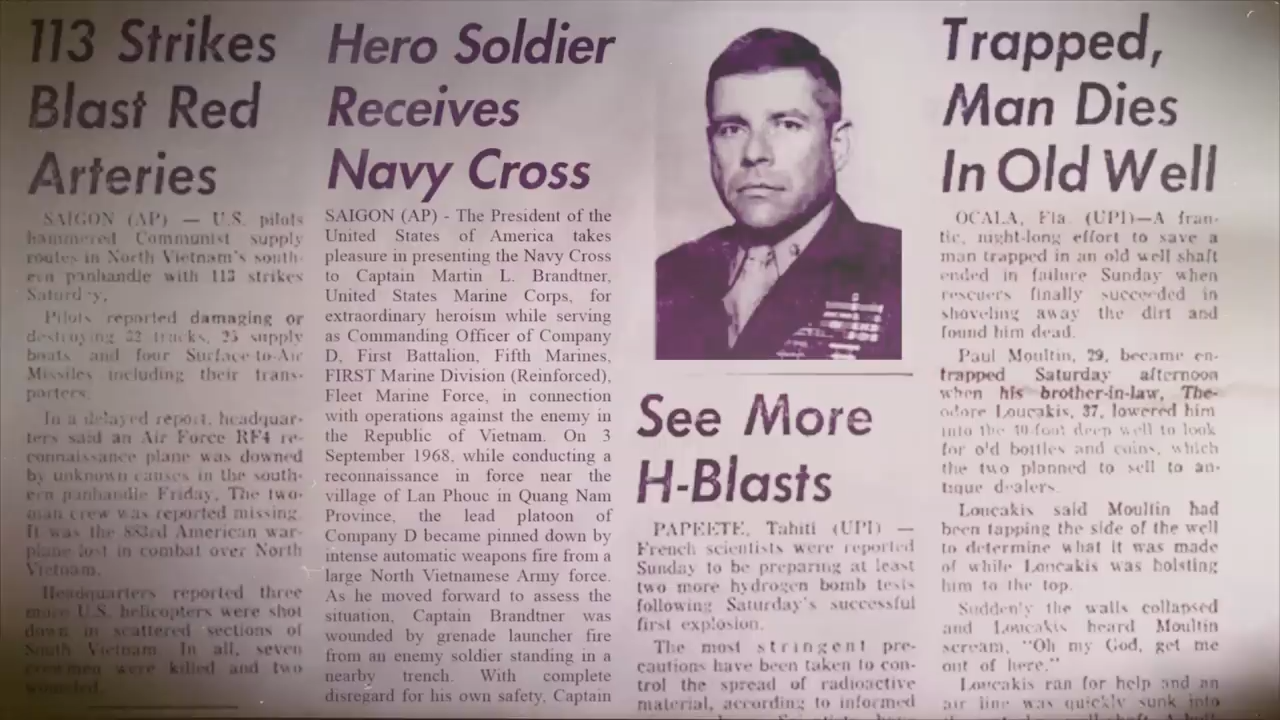 113 Strikes
Blast Red
Arteries
SAIGON (AP) — U.S. pilots
hammered Communist supply
routes in North Vietnam's south-
ern panhandle with 113 strikes
Saturday.
Pilots reported damaging or
destroying 22 trucks, 25 supply
boats and four Surface-to-Air
Missiles including their trans-
porters.
In a delayed report, headquar-
ters said an Air Force RF4 re-
connaissance plane was downed
by unknown causes in the south-
ern panhandle Friday. The two-
man crew was reported missing.
It was the 883rd American war-
plane lost in combat over North
Vietnam.
Headquarters reported three
more U.S. helicopters were shot
down in scattered sections of
South Vietnam. In all, seven
crewmen were killed and two
wounded.
Hero Soldier
Receives
Navy Cross
SAIGON (AP) - The President of the
United States of America takes
pleasure in presenting the Navy Cross
to Captain Martin L. Brandtner,
United States Marine Corps, for
extraordinary heroism while serving
as Commanding Officer of Company
D, First Battalion, Fifth Marines,
FIRST Marine Division (Reinforced),
Fleet Marine Force, in connection
with operations against the enemy in
the Republic of Vietnam. On 3
September 1968, while conducting a
reconnaissance in force near the
village of Lan Phouc in Quang Nam
Province, the lead platoon of
Company D became pinned down by
intense automatic weapons fire from a
large North Vietnamese Army force.
As he moved forward to assess the
situation, Captain Brandtner was
wounded by grenade launcher fire
from an enemy soldier standing in a
nearby trench. With complete
disregard for his own safety, Captain
See More
H-Blasts
PAPEETE, Tahiti (UPI) —
French scientists were reported
Sunday to be preparing at least
two more hydrogen bomb tests
following Saturday's successful
first explosion.
The most stringent pre-
cautions have been taken to con-
trol the spread of radioactive
material, according to informed
Trapped,
Man Dies
In Old Well
OCALA, Fla. (UPI)—A fran-
tic, night-long effort to save a
man trapped in an old well shaft
ended in failure Sunday when
rescuers finally succeeded in
shoveling away the dirt and
found him dead.
Paul Moultin, 29, became en-
trapped Saturday afternoon
when his brother-in-law, The-
odore Loucakis, 37, lowered him
into the 40-foot deep well to look
for old bottles and coins, which
the two planned to sell to an-
tique dealers.
Loucakis said Moultin had
been tapping the side of the well
to determine what it was made
of while Loucakis was hoisting
him to the top.
Suddenly the walls collapsed
and Loucakis heard Moultin
scream, "Oh my God, get me
out of here."
Loucakis ran for help and an
air line was quickly sunk into